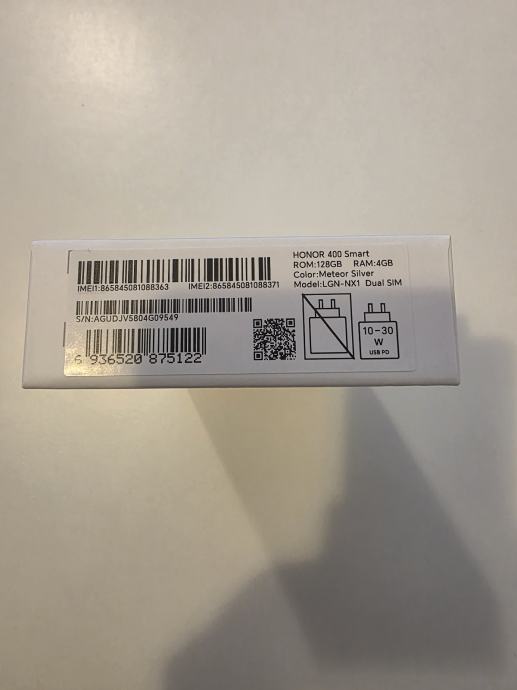 HONOR 400 Smart
ROM:128GB RAM:4GB
Color:Meteor Silver
Model:LGN-NX1 Dual SIM
IMEI1:865845081088363 IMEI2:865845081088371
S/N:AGUDJV5804G09549
6 936520 875122
10-30
W
USB PD